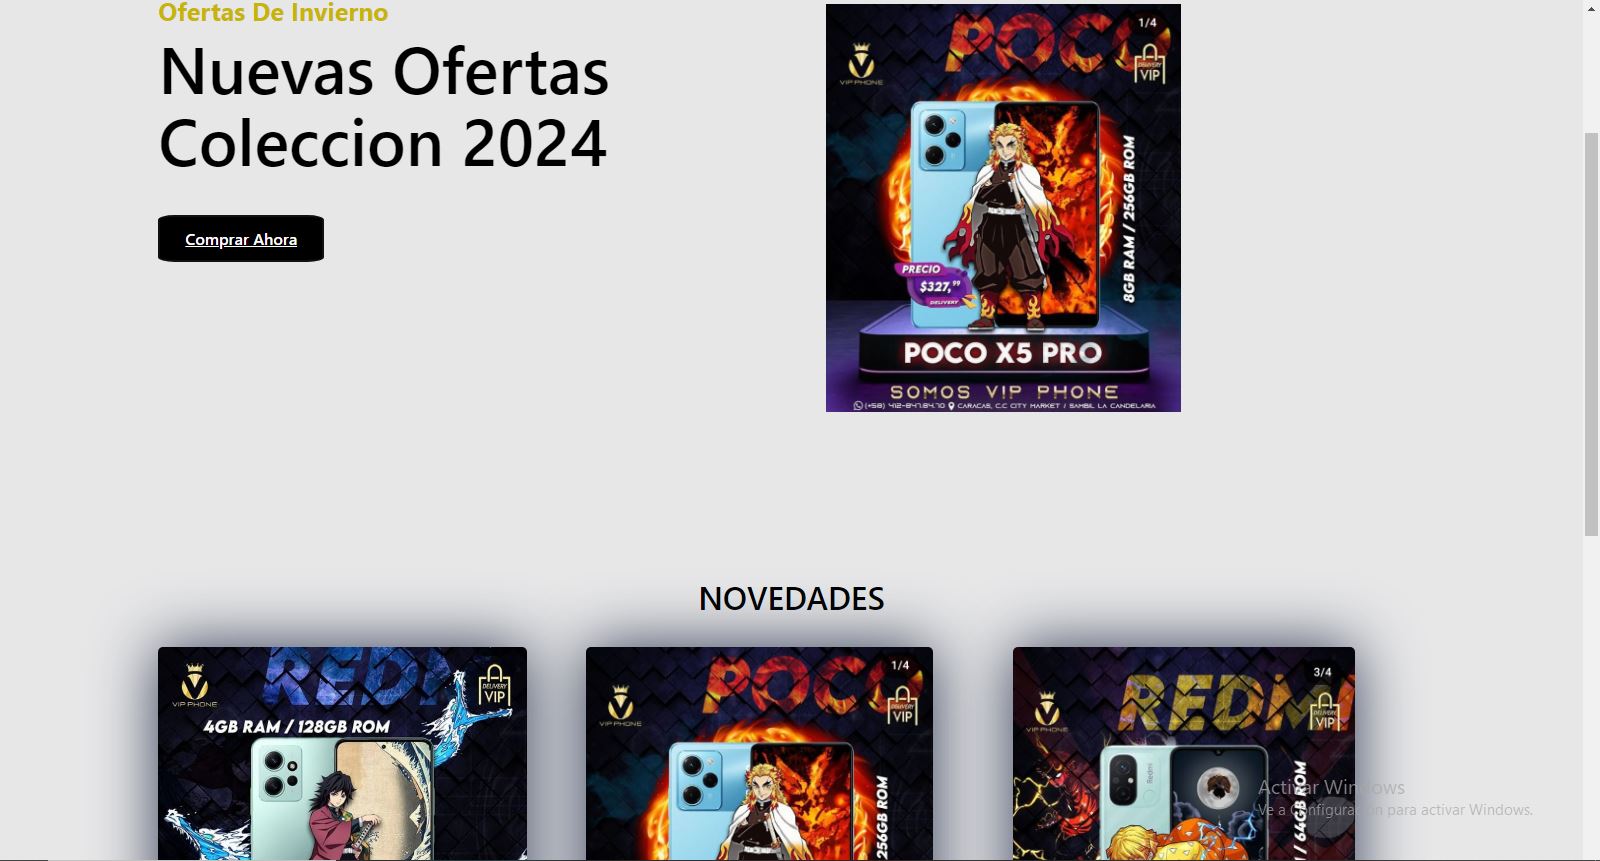 Ofertas De Invierno
Nuevas Ofertas
Coleccion 2024
Comprar Ahora
POCO
1/4
VIP PHONE
DELIVERY
VIP
8GB RAM / 256GB ROM
PRECIO
$327,99
DELIVERY
POCO X5 PRO
SOMOS VIP PHONE
(+58) 412-847.84.70 CARACAS, C.C CITY MARKET / SAMBIL LA CANDELARIA
NOVEDADES
REDMI
VIP PHONE
DELIVERY
VIP
4GB RAM / 128GB ROM
POCO
1/4
VIP PHONE
DELIVERY
VIP
256GB ROM
REDMI
3/4
VIP PHONE
DELIVERY
VIP
Redmi
/ 64GB ROM
Activar Windows
Ve a Configuración para activar Windows.